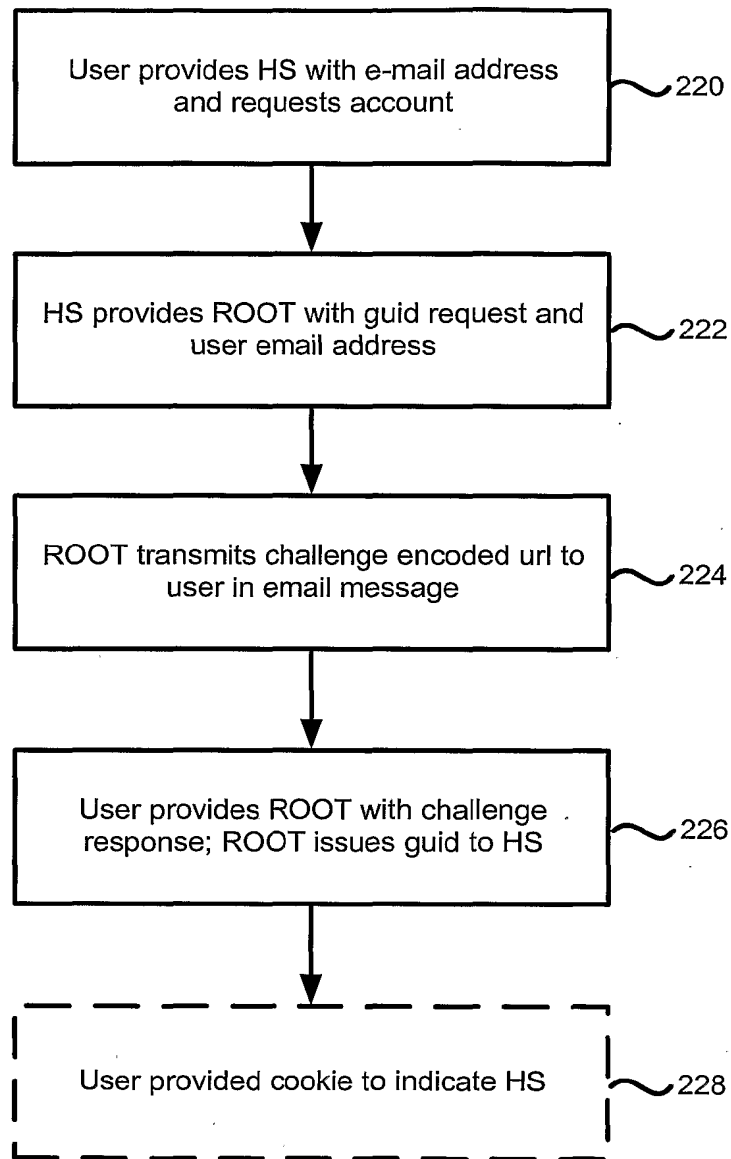 User provides HS with e-mail address
and requests account
220
HS provides ROOT with guid request and
user email address
222
ROOT transmits challenge encoded url to
user in email message
224
User provides ROOT with challenge
response; ROOT issues guid to HS
226
User provided cookie to indicate HS
228